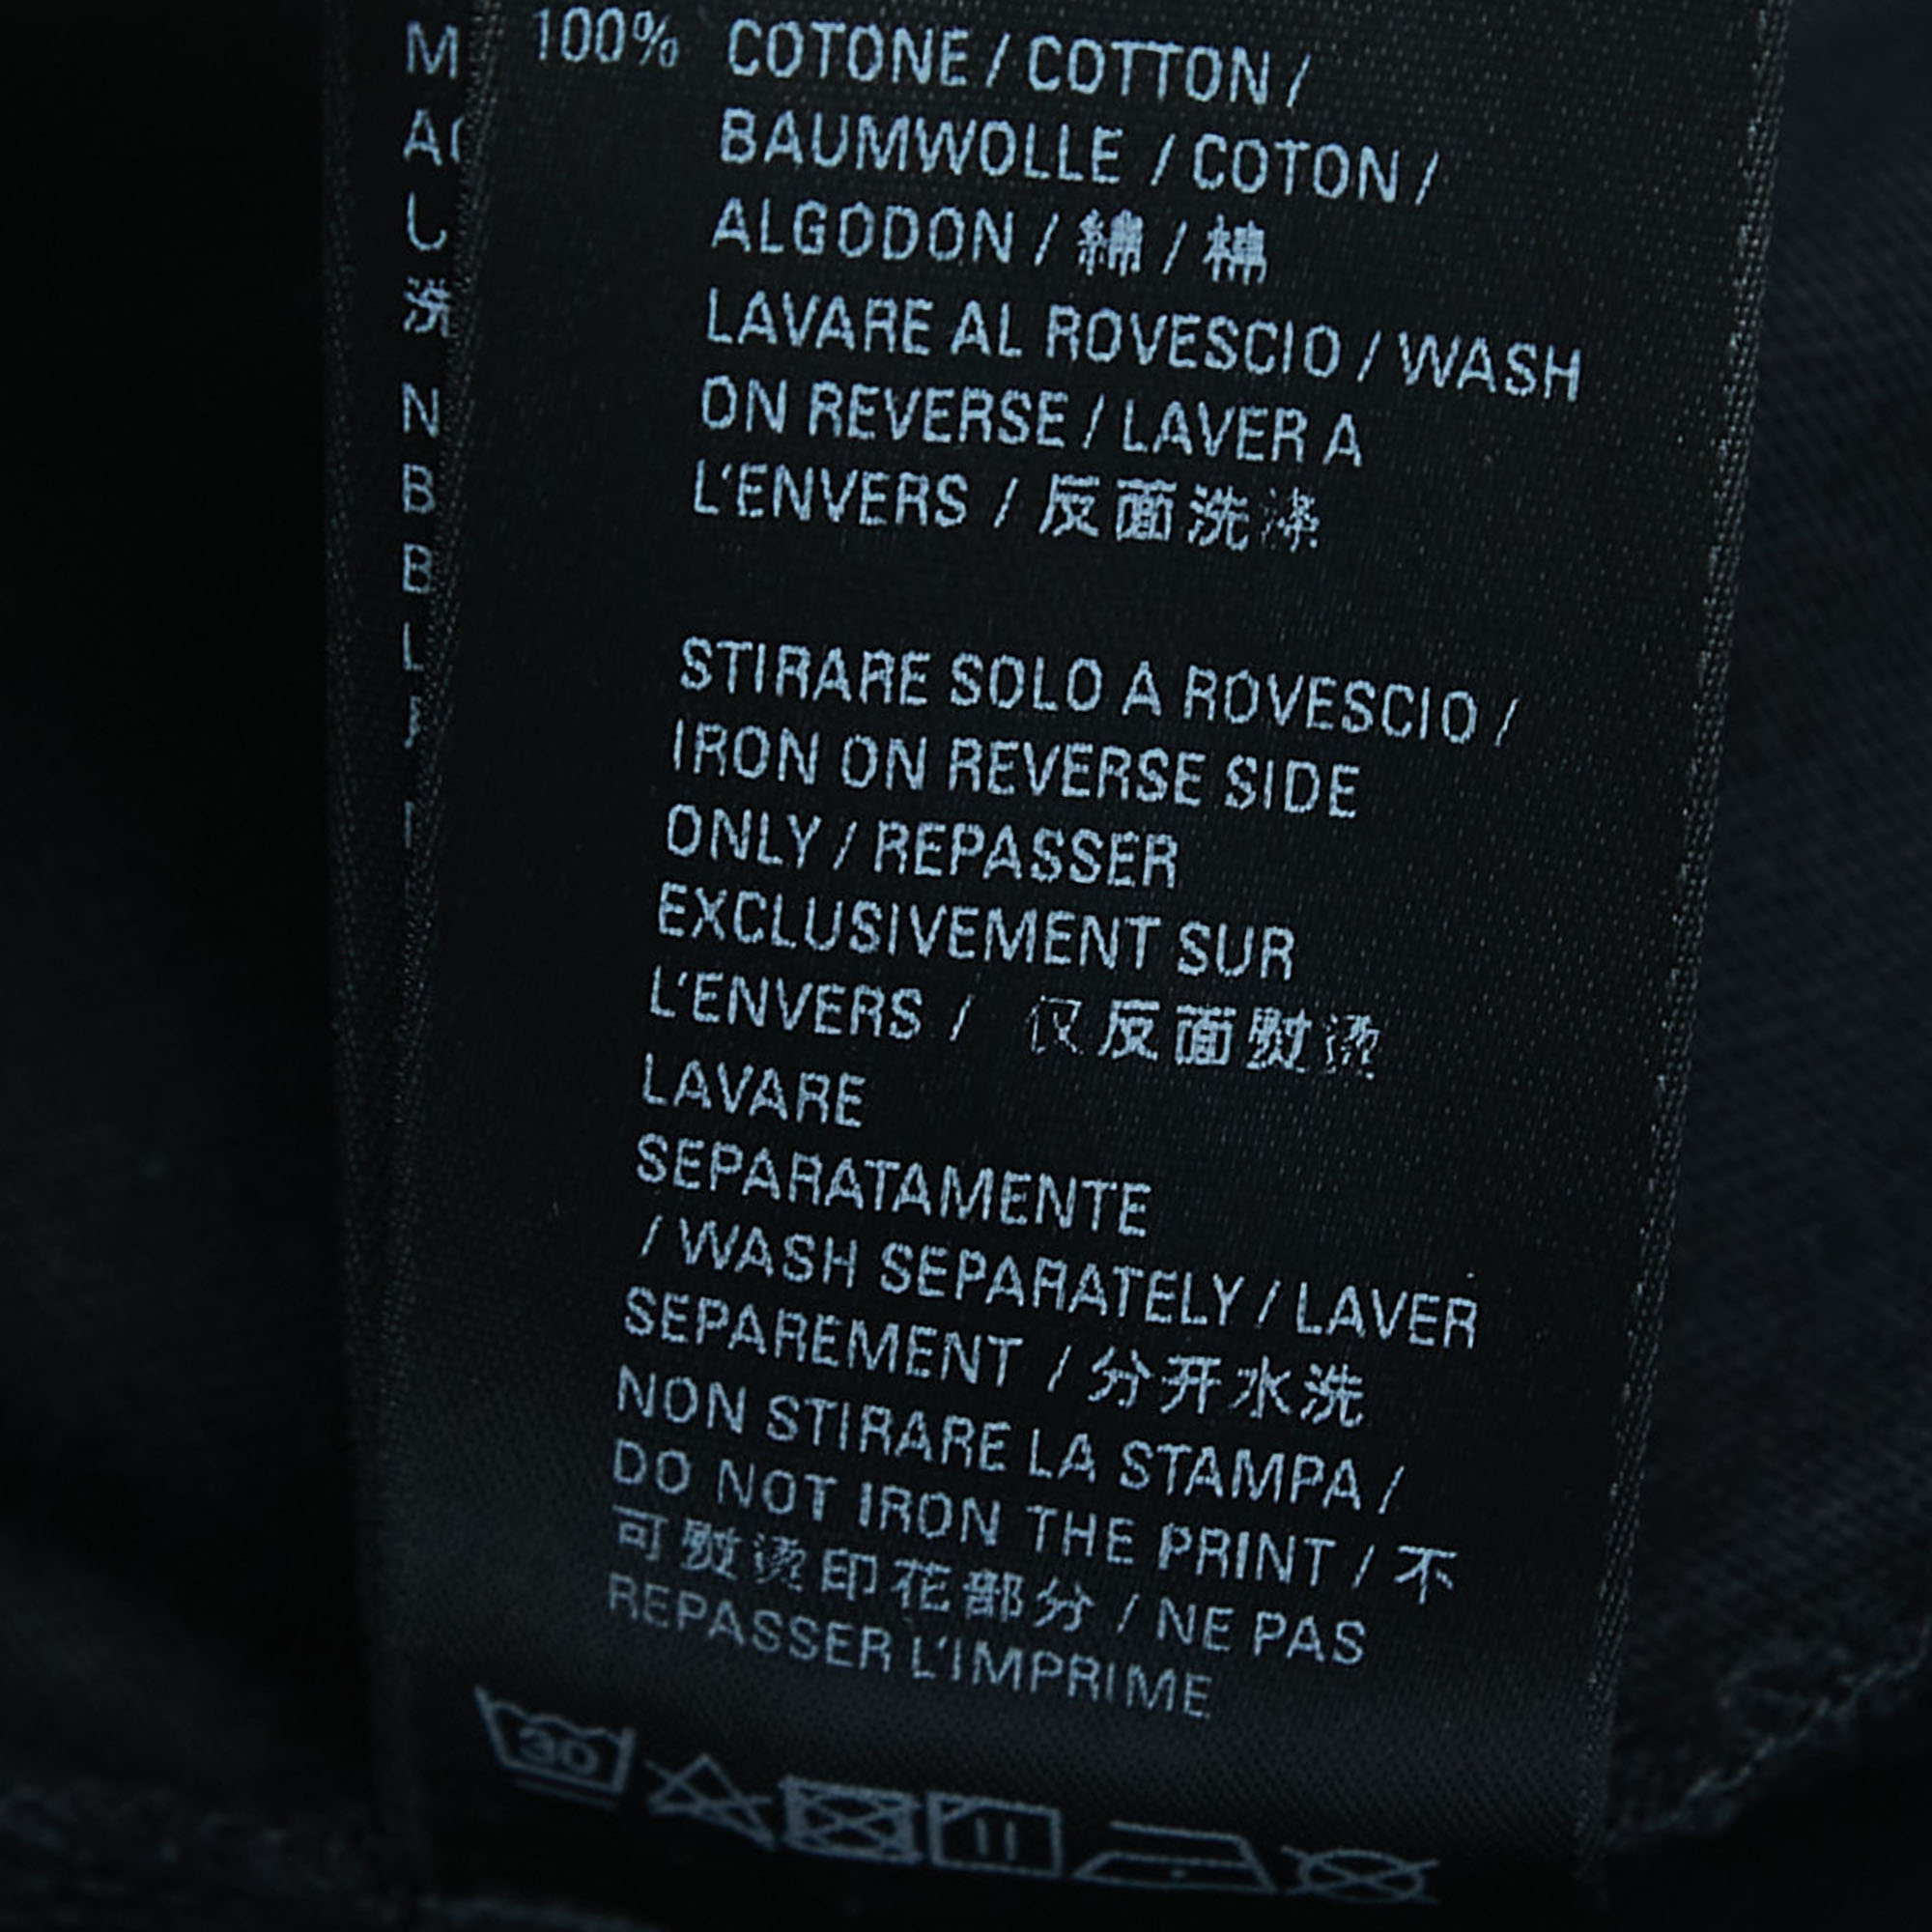 100% COTONE / COTTON /
BAUMWOLLE / COTON /
ALGODON / 綿 / 棉
LAVARE AL ROVESCIO / WASH
ON REVERSE / LAVER A
L'ENVERS / 反面洗涤
STIRARE SOLO A ROVESCIO /
IRON ON REVERSE SIDE
ONLY / REPASSER
EXCLUSIVEMENT SUR
L'ENVERS / 仅反面熨烫
LAVARE
SEPARATAMENTE
/ WASH SEPARATELY / LAVER
SEPAREMENT / 分开水洗
NON STIRARE LA STAMPA /
DO NOT IRON THE PRINT / 不
可熨烫印花部分 / NE PAS
REPASSER L'IMPRIME
30